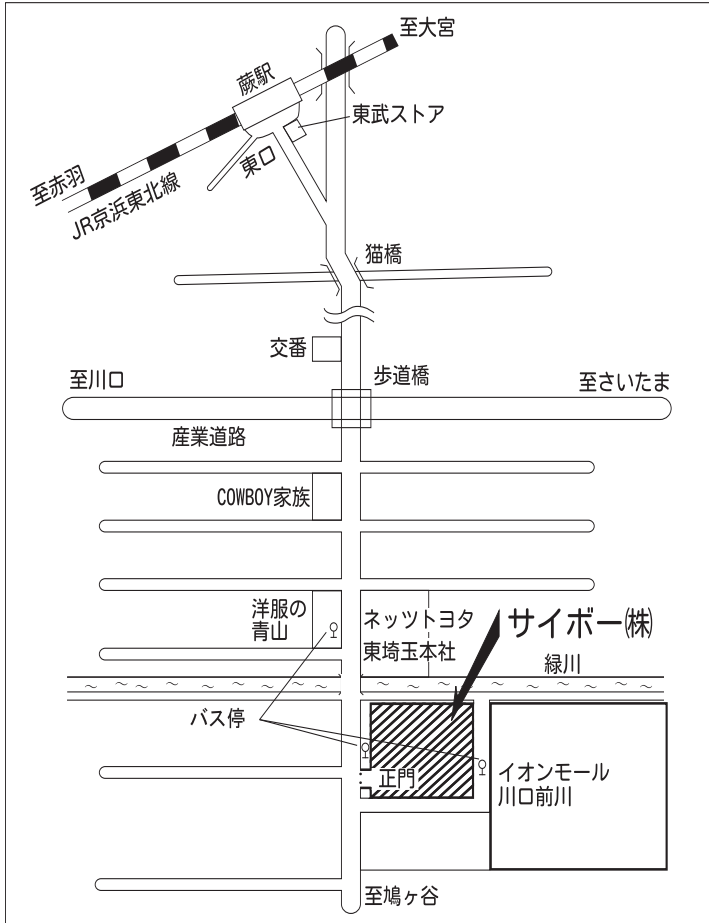 至大宮
蕨駅
東武ストア
東口
至赤羽
JR京浜東北線
猫橋
交番
歩道橋
至川口
至さいたま
産業道路
COWBOY家族
洋服の
青山
ネッツトヨタ
東埼玉本社
サイボー㈱
緑川
バス停
正門
イオンモール
川口前川
至鳩ヶ谷